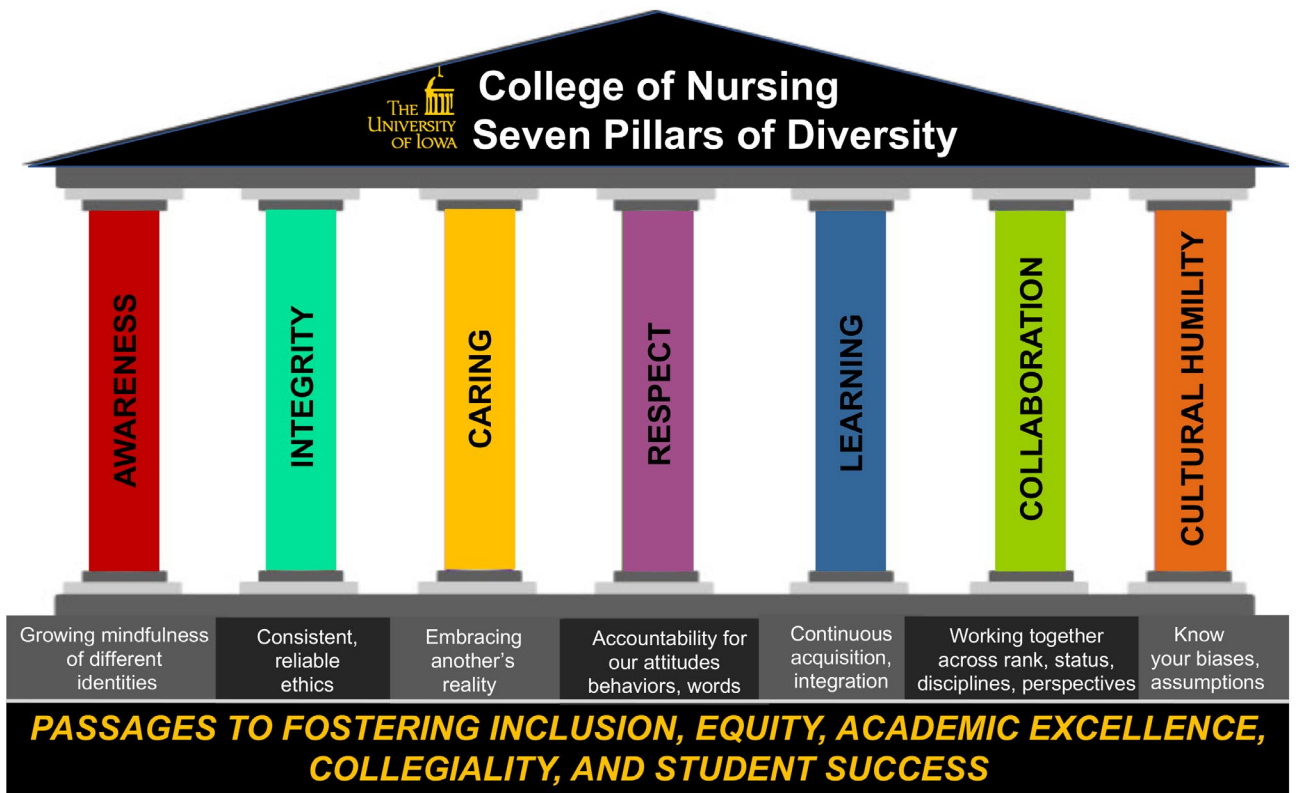 THE
UNIVERSITY
OF IOWA
College of Nursing
Seven Pillars of Diversity
AWARENESS
INTEGRITY
CARING
RESPECT
LEARNING
COLLABORATION
CULTURAL HUMILITY
Growing mindfulness
of different
identities
Consistent,
reliable
ethics
Embracing
another's
reality
Accountability for
our attitudes
behaviors, words
Continuous
acquisition,
integration
Working together
across rank, status,
disciplines, perspectives
Know
your biases,
assumptions
PASSAGES TO FOSTERING INCLUSION, EQUITY, ACADEMIC EXCELLENCE,
COLLEGIALITY, AND STUDENT SUCCESS